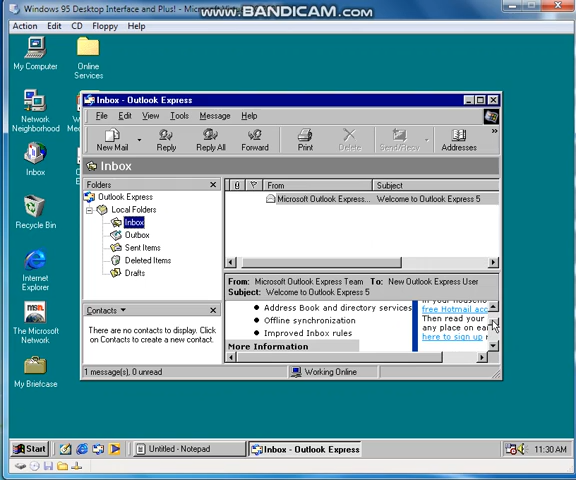 Windows 95 Desktop Interface and Plus! - Microsoft
www.BANDICAM.com
Action Edit CD Floppy Help
My Computer
Online Services
Network Neighborhood
Inbox
Recycle Bin
Internet Explorer
The Microsoft Network
My Briefcase
Inbox - Outlook Express
File Edit View Tools Message Help
New Mail Reply Reply All Forward Print Delete Send/Recv Addresses
Inbox
Folders
Outlook Express
Local Folders
Inbox
Outbox
Sent Items
Deleted Items
Drafts
Contacts
There are no contacts to display. Click
on Contacts to create a new contact.
From Subject
Microsoft Outlook Express... Welcome to Outlook Express 5
From: Microsoft Outlook Express Team To: New Outlook Express User
Subject: Welcome to Outlook Express 5
Address Book and directory services
Offline synchronization
Improved Inbox rules
More Information
in your household
free Hotmail acc
Then read your
any place on ear
here to sign up
1 message(s), 0 unread
Working Online
Start
Untitled - Notepad
Inbox - Outlook Express
11:30 AM